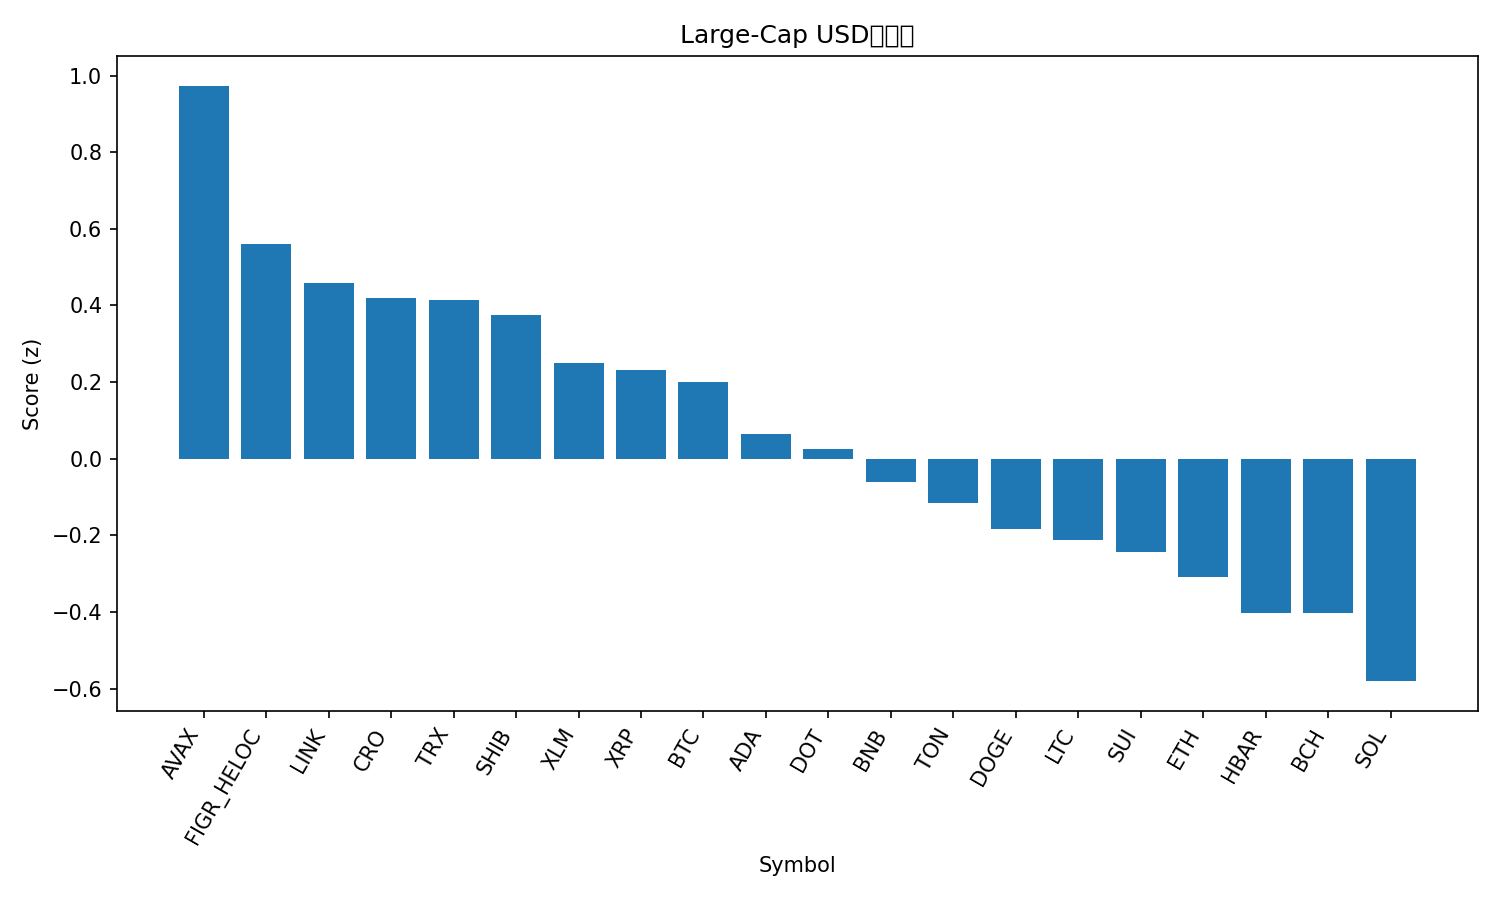 Large-Cap USD
1.0
0.8
0.6
0.4
0.2
0.0
−0.2
−0.4
−0.6
Score (z)
AVAX
FIGR_HELOC
LINK
CRO
TRX
SHIB
XLM
XRP
BTC
ADA
DOT
BNB
TON
DOGE
LTC
SUI
ETH
HBAR
BCH
SOL
Symbol